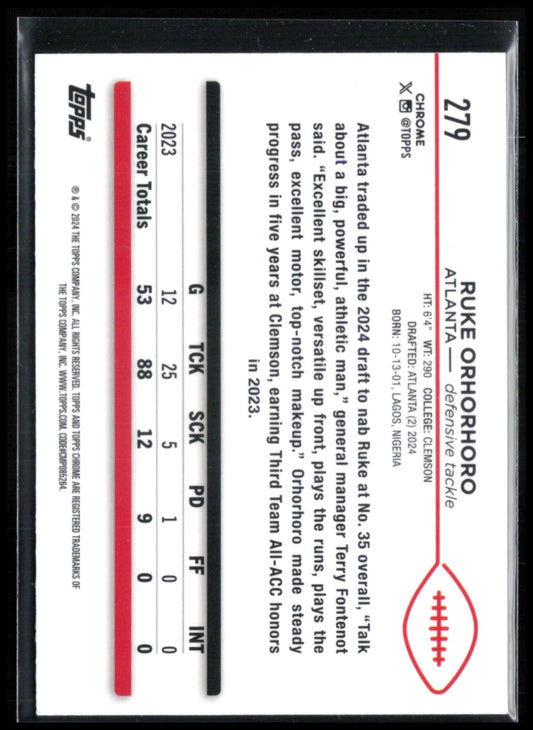 279
CHROME
@TOPPS
RUKE ORHORHORO
ATLANTA — defensive tackle
HT: 6'4" WT: 290 COLLEGE: CLEMSON
DRAFTED: ATLANTA (2) 2024
BORN: 10-13-01, LAGOS, NIGERIA
Atlanta traded up in the 2024 draft to nab Ruke at No. 35 overall, "Talk
about a big, powerful, athletic man," general manager Terry Fontenot
said. "Excellent skillset, versatile up front, plays the runs, plays the
pass, excellent motor, top-notch makeup." Orhorhoro made steady
progress in five years at Clemson, earning Third Team All-ACC honors
in 2023.
G TCK SCK PD FF INT
2023 12 25 5 1 0 0
Career Totals 53 88 12 9 0 0
topps®
® & © 2024 THE TOPPS COMPANY, INC. ALL RIGHTS RESERVED. TOPPS AND TOPPS CHROME ARE REGISTERED TRADEMARKS OF
THE TOPPS COMPANY, INC. WWW.TOPPS.COM. CODE#CMP085264.